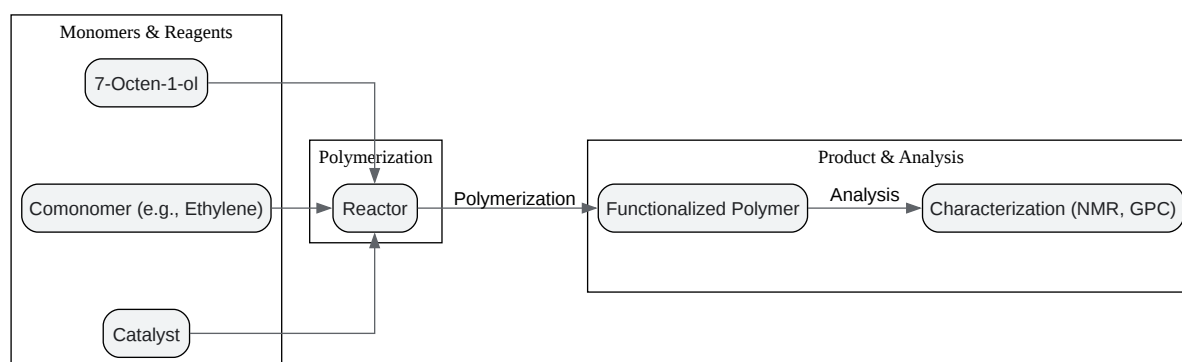 Monomers & Reagents
7-Octen-1-ol
Comonomer (e.g., Ethylene)
Catalyst
Polymerization
Reactor
Polymerization
Product & Analysis
Functionalized Polymer
Analysis
Characterization (NMR, GPC)